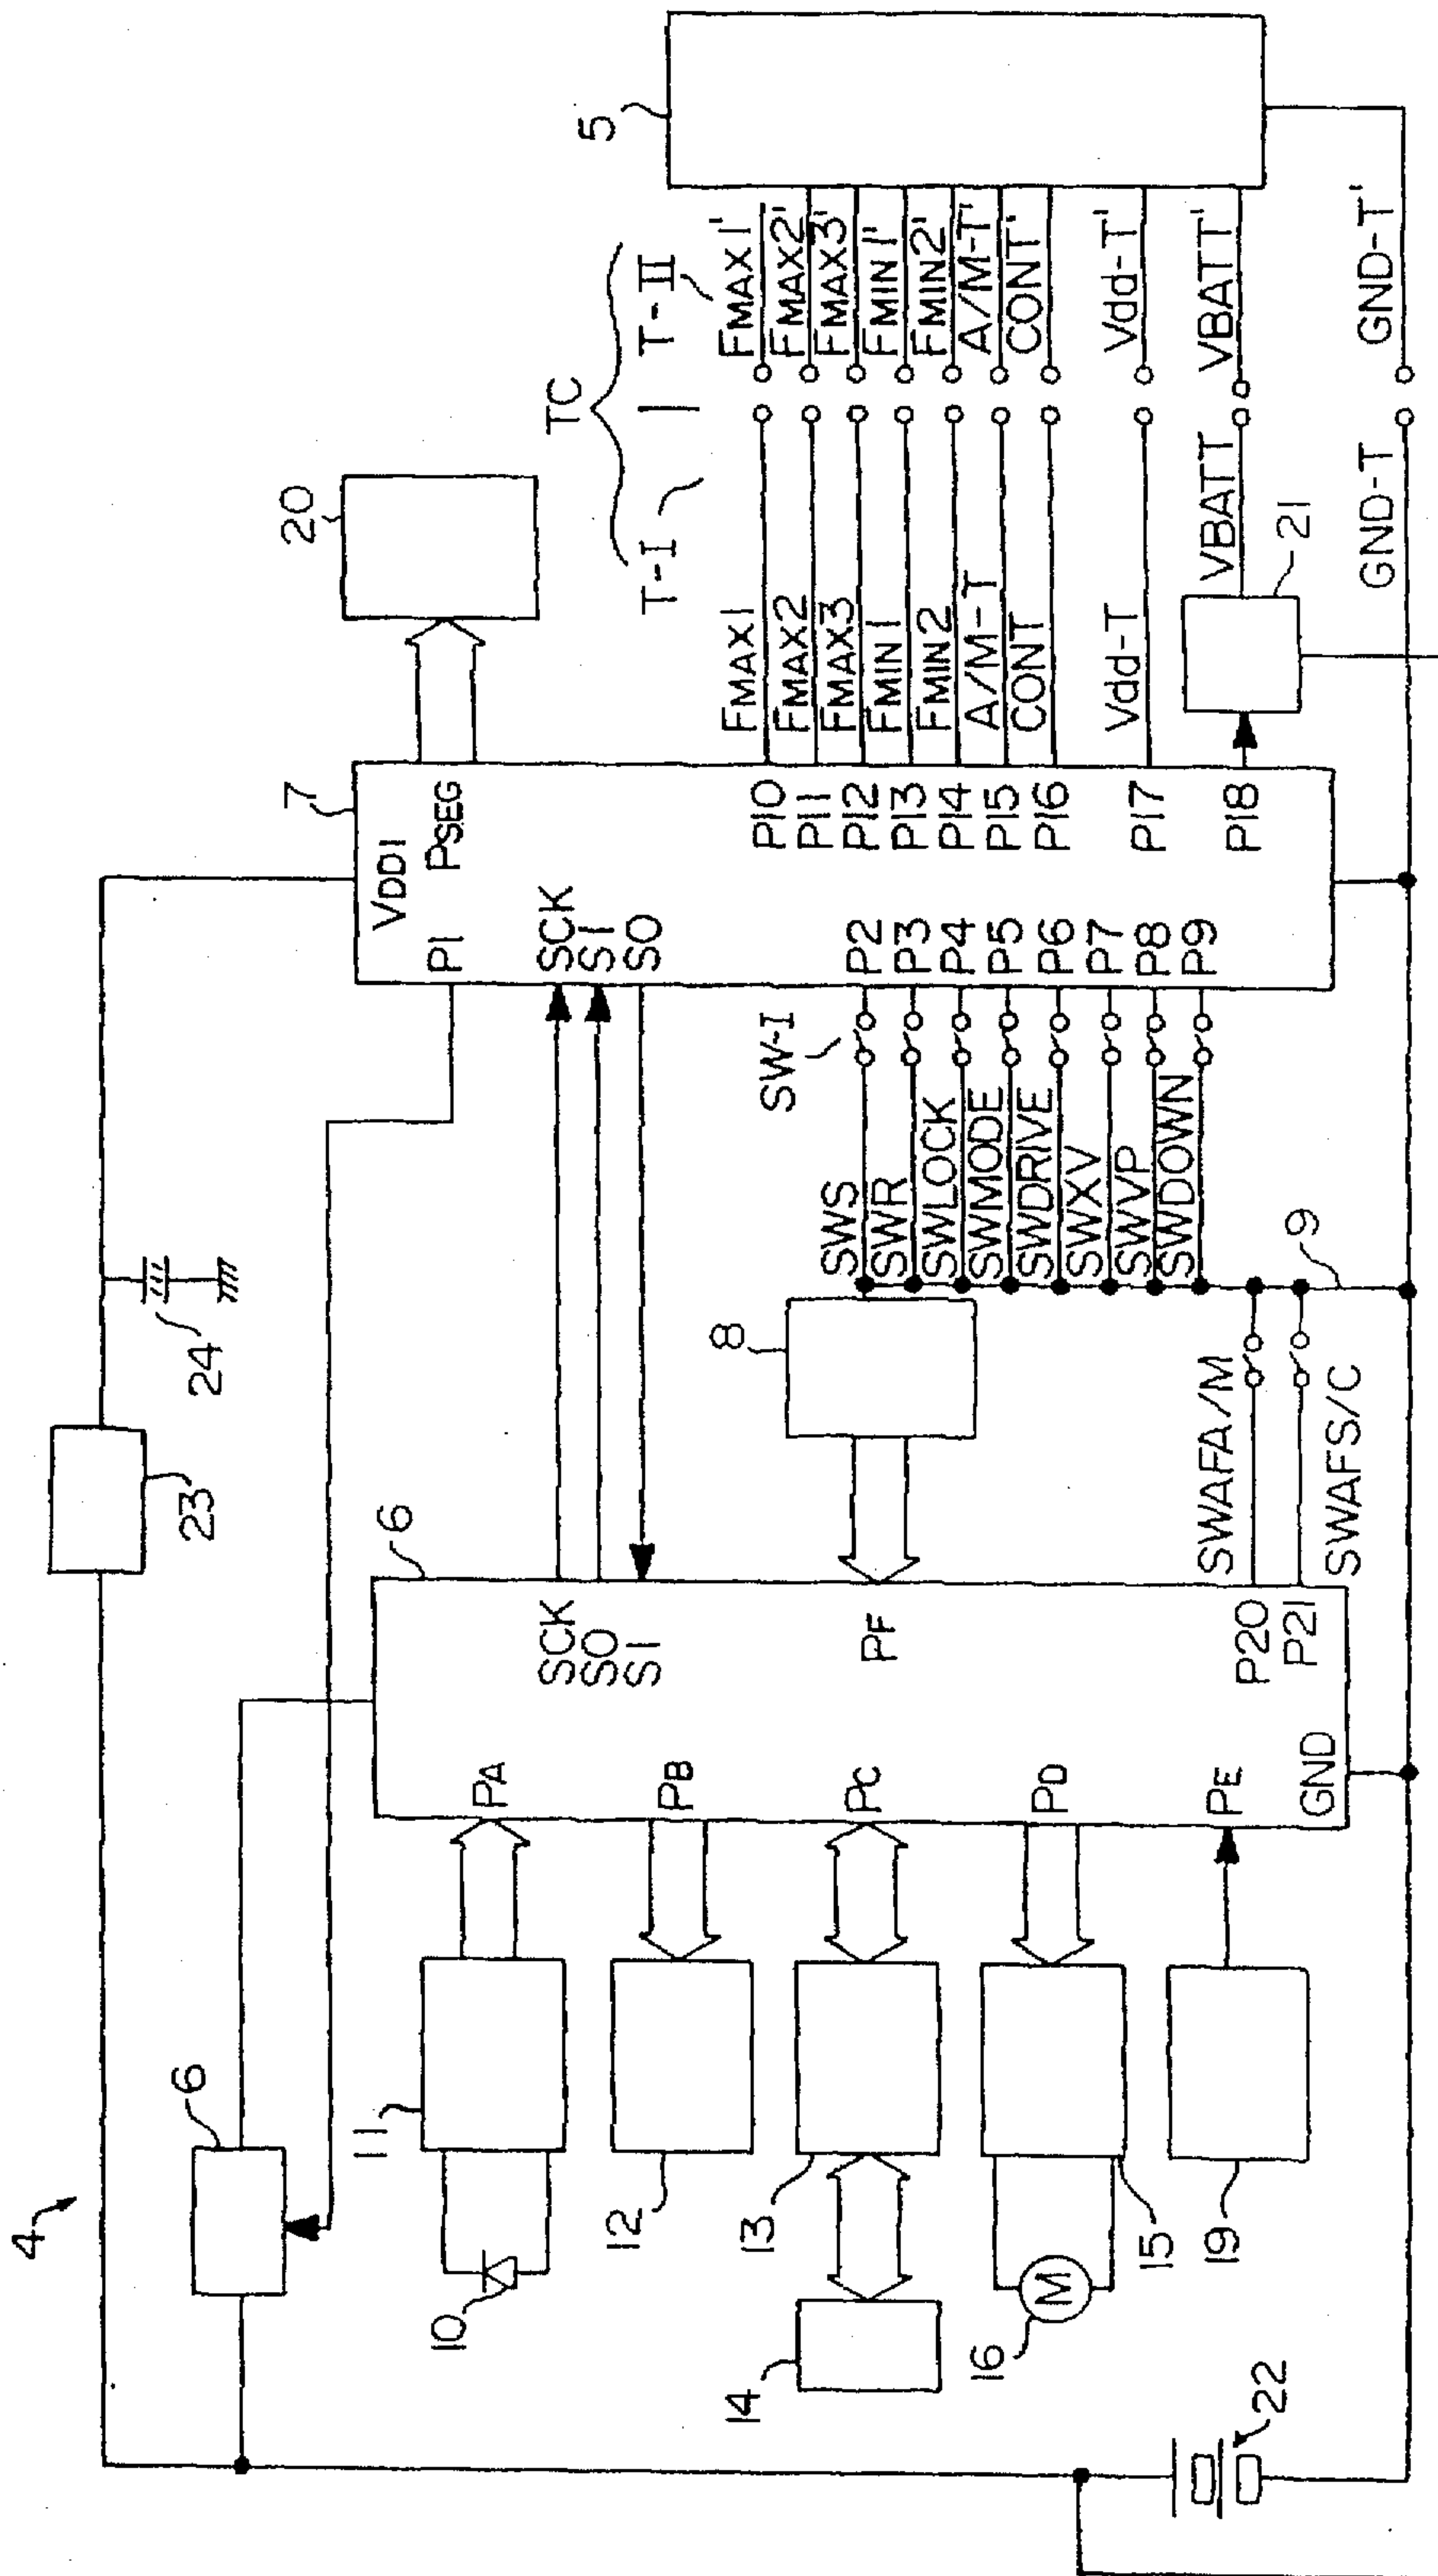 4
6
23
24
7
20
TC
T-I
T-II
5
VDD1
P1
PSEG
SCK
SI
SO
6
SCK
SO
SI
PF
P20
P21
GND
PA
PB
PC
PD
PE
10
11
12
13
14
15
16
M
19
22
8
9
SW-I
SWS
SWR
SWLOCK
SWMODE
SWDRIVE
SWXV
SWVP
SWDOWN
SWAFA/M
SWAFS/C
P2
P3
P4
P5
P6
P7
P8
P9
P10
P11
P12
P13
P14
P15
P16
P17
P18
FMAX1
FMAX2
FMAX3
FMIN1
FMIN2
A/M-T
CONT
Vdd-T
VBATT
21
GND-T
FMAX1'
FMAX2'
FMAX3'
FMIN1'
FMIN2'
A/M-T'
CONT'
Vdd-T'
VBATT'
GND-T'